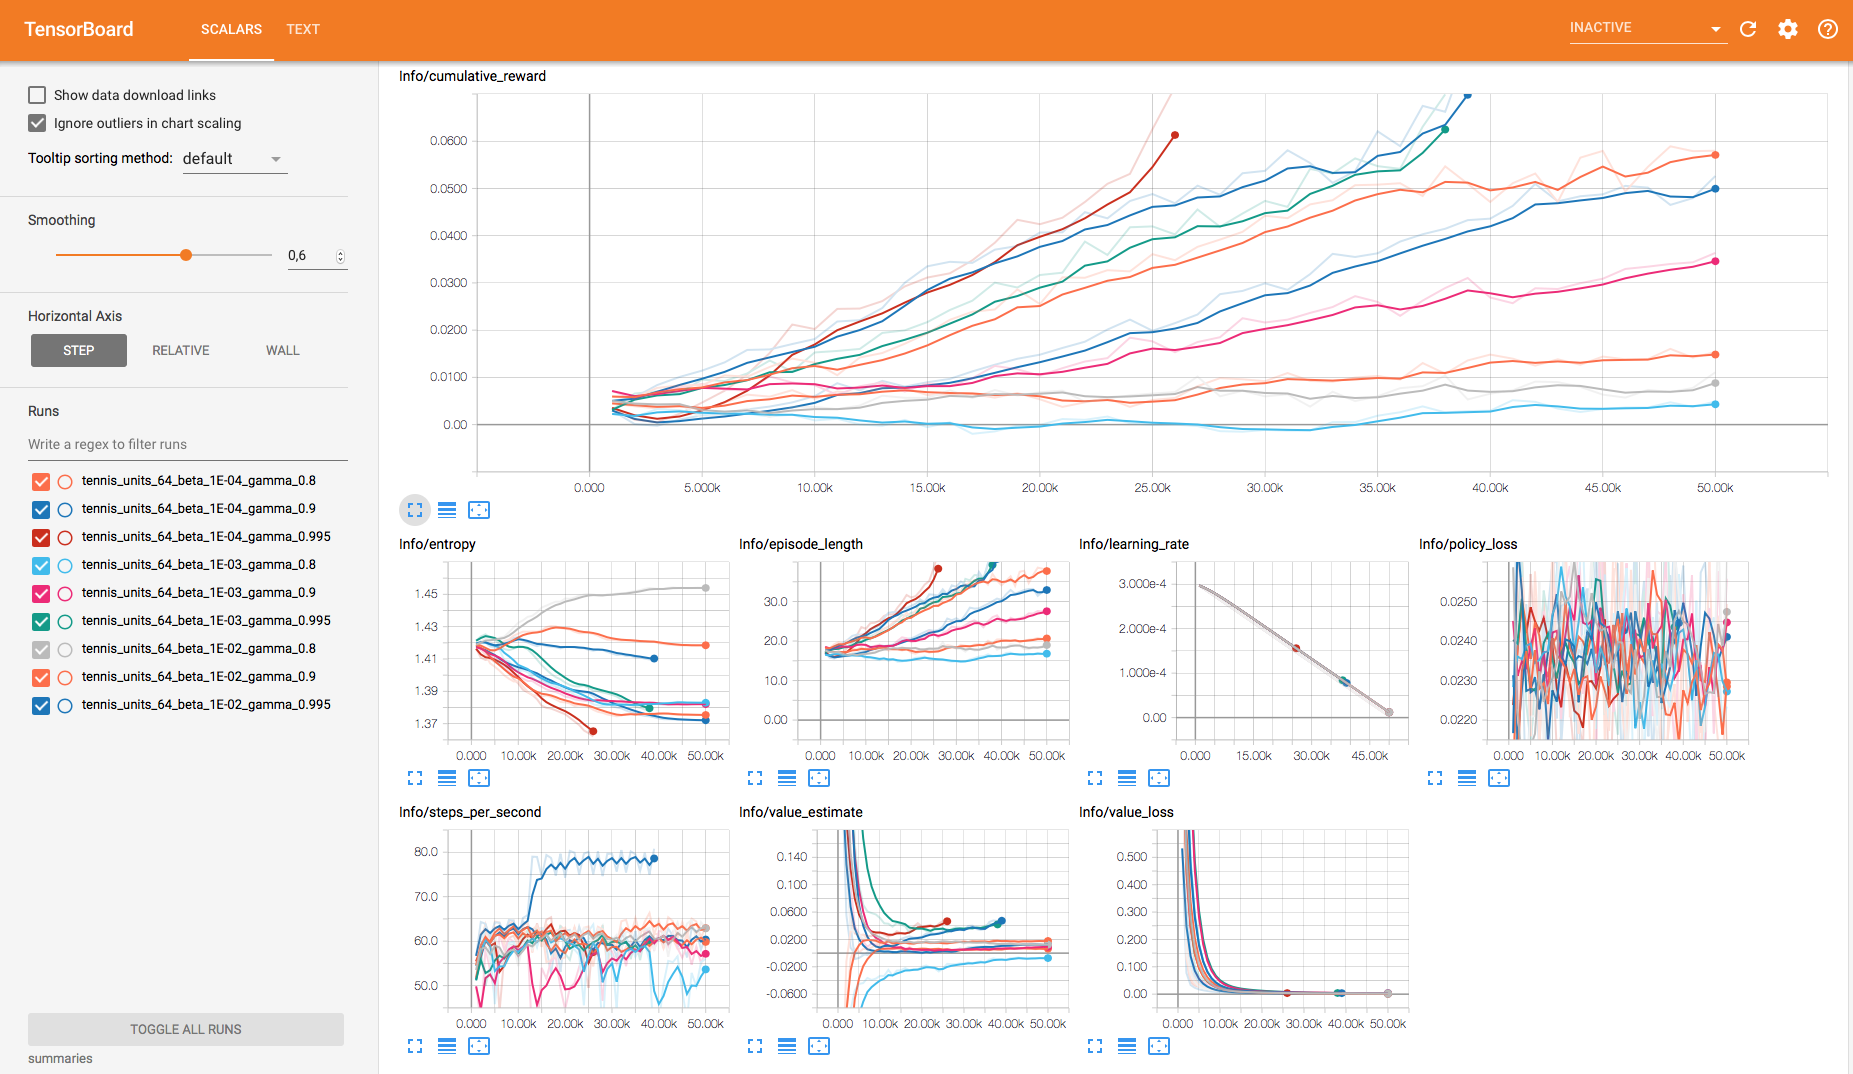 TensorBoard
SCALARS
TEXT
INACTIVE
Show data download links
Ignore outliers in chart scaling
Tooltip sorting method: default
Smoothing
0,6
Horizontal Axis
STEP
RELATIVE
WALL
Runs
Write a regex to filter runs
tennis_units_64_beta_1E-04_gamma_0.8
tennis_units_64_beta_1E-04_gamma_0.9
tennis_units_64_beta_1E-04_gamma_0.995
tennis_units_64_beta_1E-03_gamma_0.8
tennis_units_64_beta_1E-03_gamma_0.9
tennis_units_64_beta_1E-03_gamma_0.995
tennis_units_64_beta_1E-02_gamma_0.8
tennis_units_64_beta_1E-02_gamma_0.9
tennis_units_64_beta_1E-02_gamma_0.995
TOGGLE ALL RUNS
summaries
Info/cumulative_reward
0.0600
0.0500
0.0400
0.0300
0.0200
0.0100
0.00
0.000 5.000k 10.00k 15.00k 20.00k 25.00k 30.00k 35.00k 40.00k 45.00k 50.00k
Info/entropy
1.45
1.43
1.41
1.39
1.37
0.000 10.00k 20.00k 30.00k 40.00k 50.00k
Info/episode_length
30.0
20.0
10.0
0.00
0.000 10.00k 20.00k 30.00k 40.00k 50.00k
Info/learning_rate
3.000e-4
2.000e-4
1.000e-4
0.00
0.000 15.00k 30.00k 45.00k
Info/policy_loss
0.0250
0.0240
0.0230
0.0220
0.000 10.00k 20.00k 30.00k 40.00k 50.00k
Info/steps_per_second
80.0
70.0
60.0
50.0
0.000 10.00k 20.00k 30.00k 40.00k 50.00k
Info/value_estimate
0.140
0.100
0.0600
0.0200
-0.0200
-0.0600
0.000 10.00k 20.00k 30.00k 40.00k 50.00k
Info/value_loss
0.500
0.400
0.300
0.200
0.100
0.00
0.000 10.00k 20.00k 30.00k 40.00k 50.00k